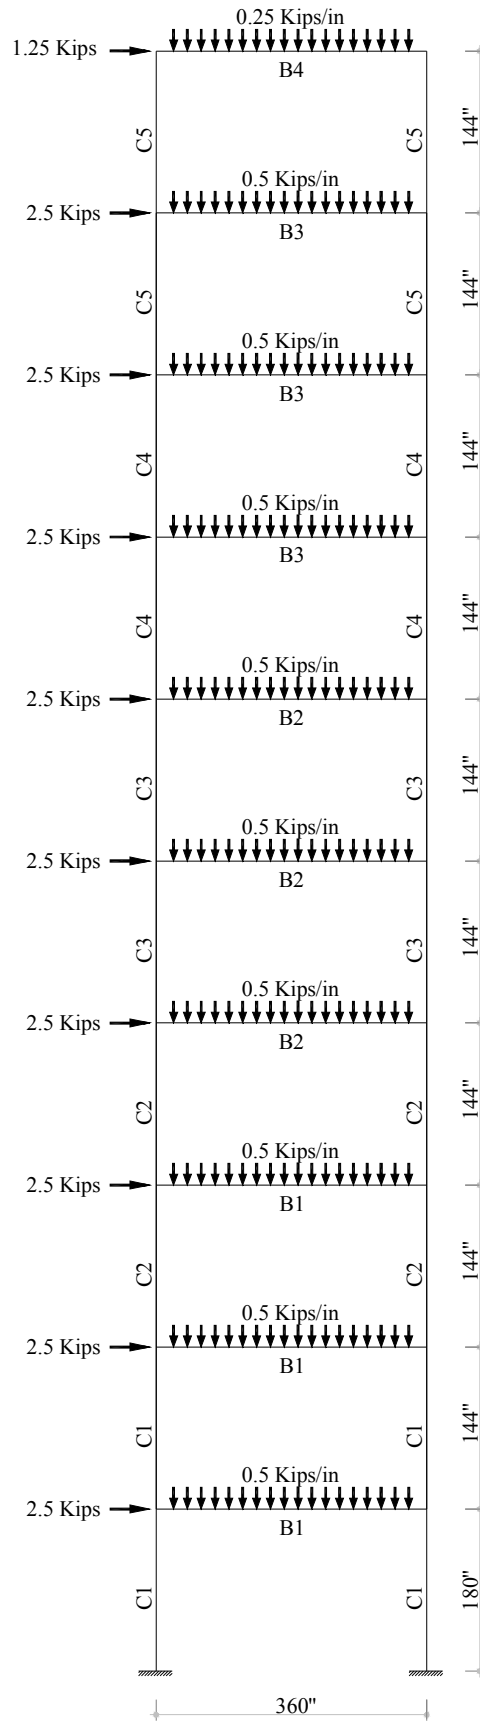 0.25 Kips/in
1.25 Kips
B4
C5 C5 144"
0.5 Kips/in
2.5 Kips
B3
C5 C5 144"
0.5 Kips/in
2.5 Kips
B3
C4 C4 144"
0.5 Kips/in
2.5 Kips
B3
C4 C4 144"
0.5 Kips/in
2.5 Kips
B2
C3 C3 144"
0.5 Kips/in
2.5 Kips
B2
C3 C3 144"
0.5 Kips/in
2.5 Kips
B2
C2 C2 144"
0.5 Kips/in
2.5 Kips
B1
C2 C2 144"
0.5 Kips/in
2.5 Kips
B1
C1 C1 144"
0.5 Kips/in
2.5 Kips
B1
C1 C1 180"
360"